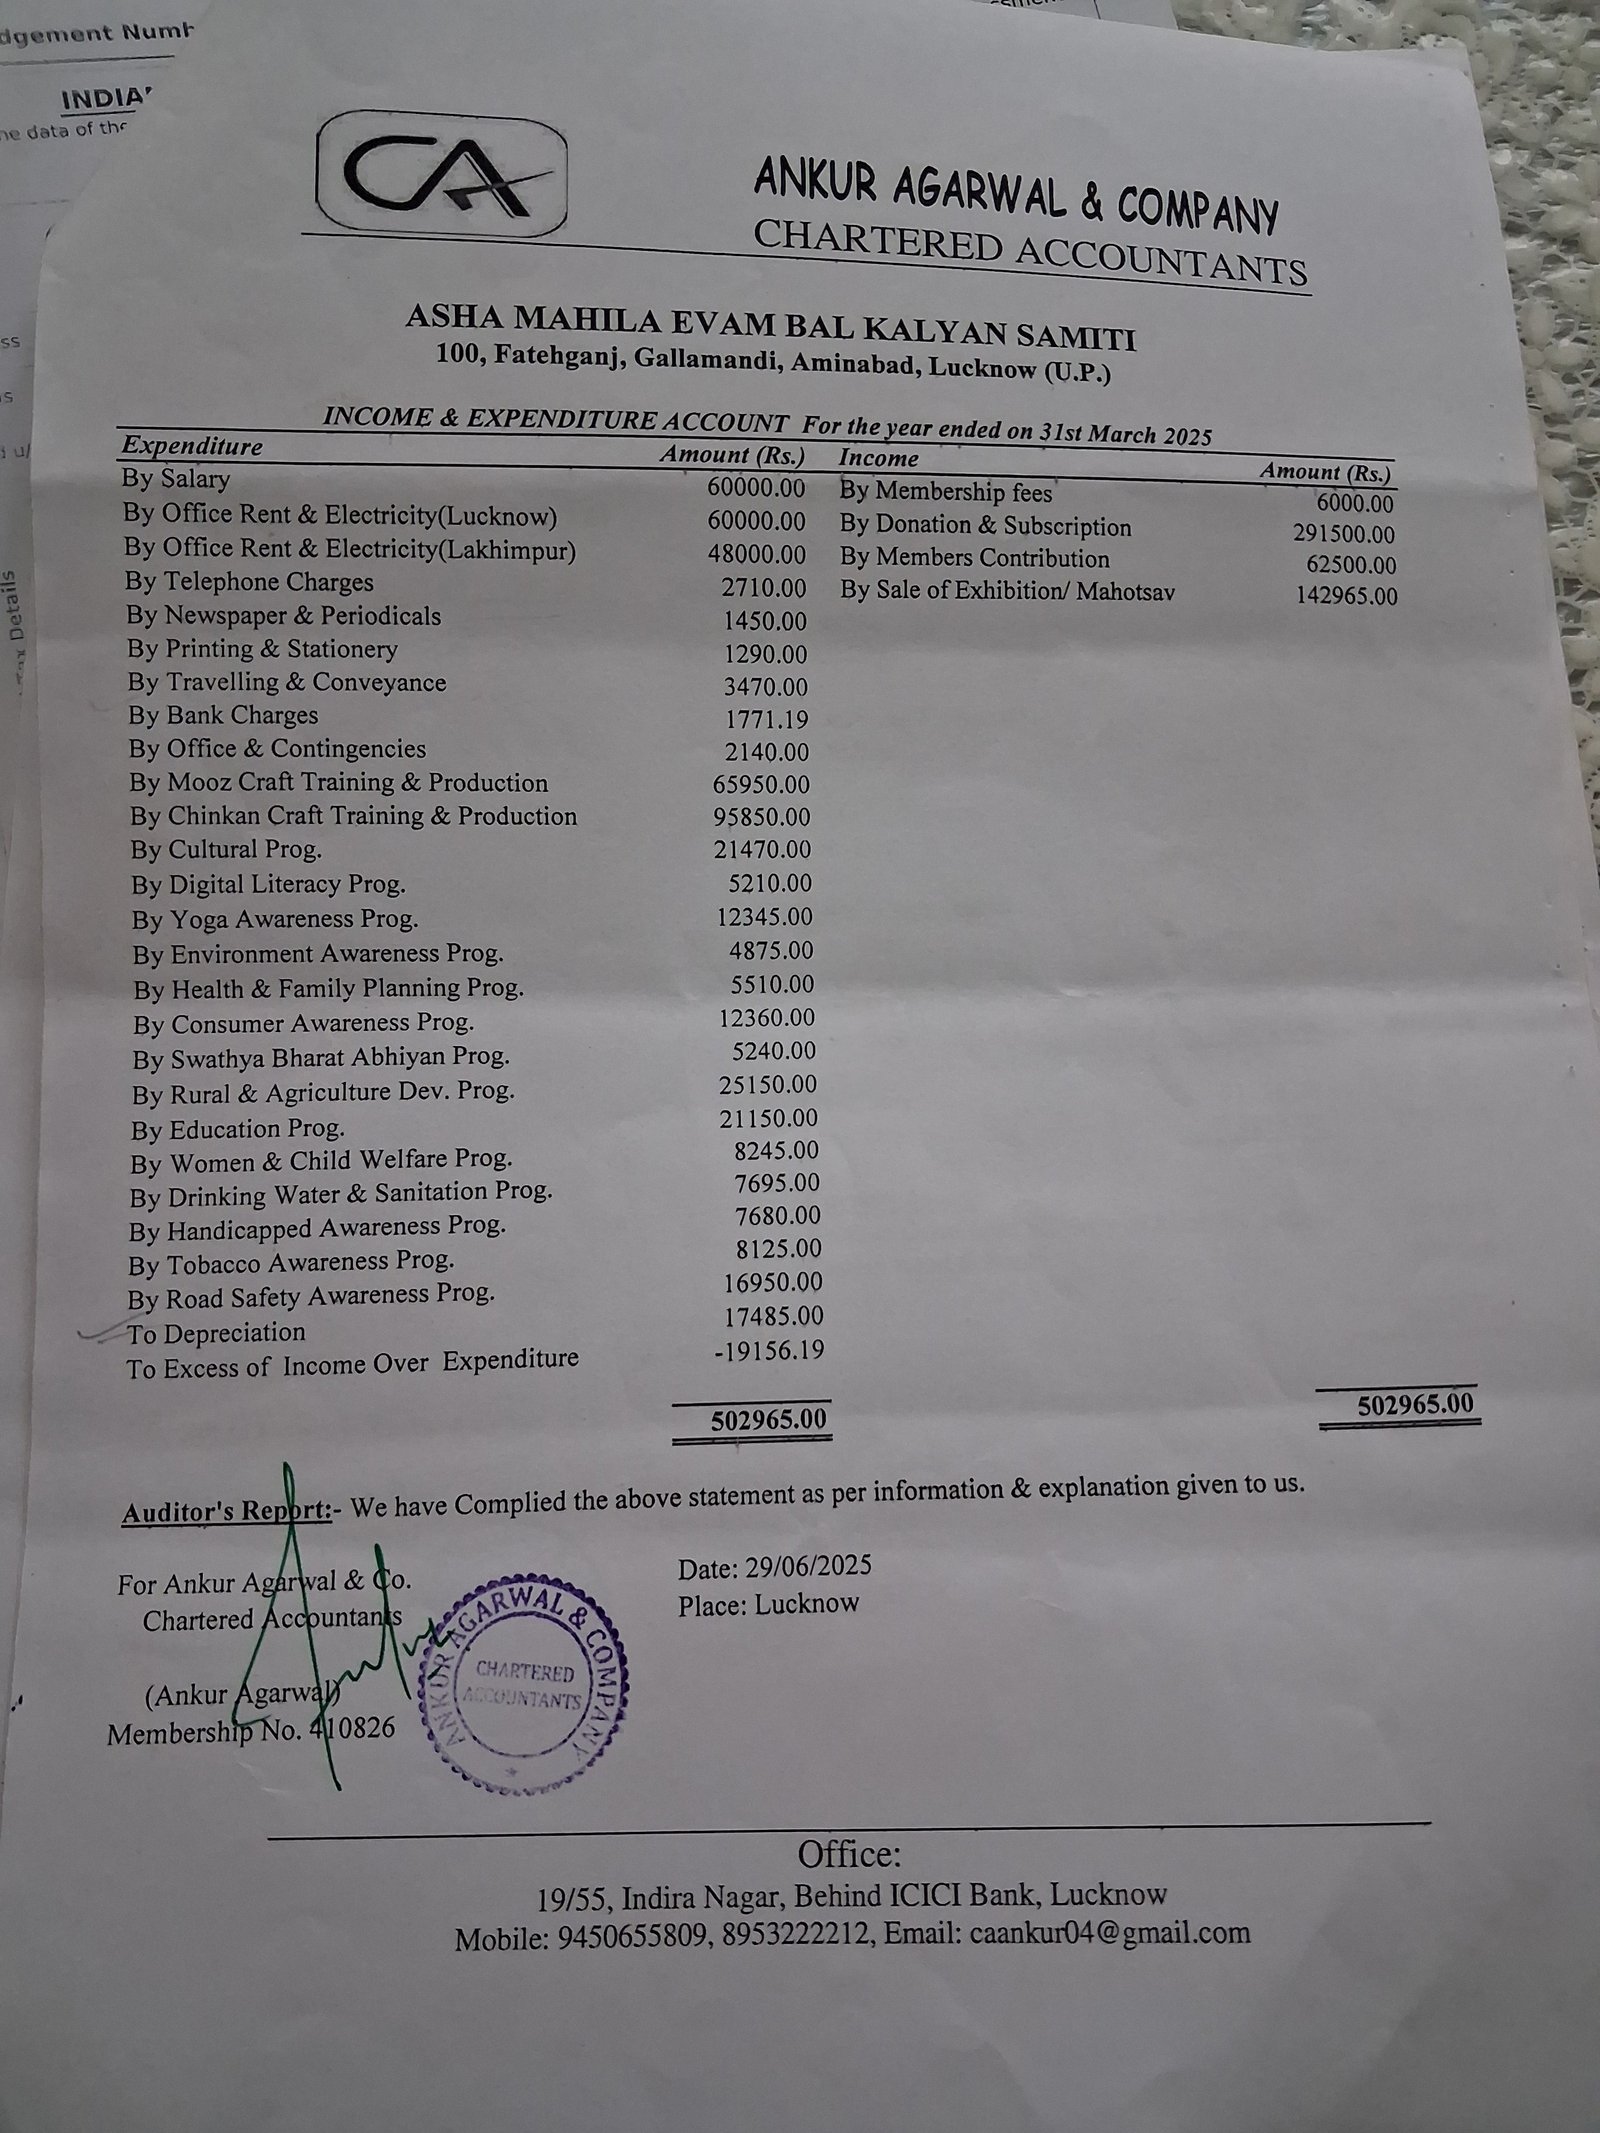 dgement Numb
INDIA
he data of the
ss
s
d u/
Details
CA
ANKUR AGARWAL & COMPANY
CHARTERED ACCOUNTANTS
ASHA MAHILA EVAM BAL KALYAN SAMITI
100, Fatehganj, Gallamandi, Aminabad, Lucknow (U.P.)
INCOME & EXPENDITURE ACCOUNT For the year ended on 31st March 2025
Expenditure Amount (Rs.) Income Amount (Rs.)
By Salary 60000.00 By Membership fees 6000.00
By Office Rent & Electricity(Lucknow) 60000.00 By Donation & Subscription 291500.00
By Office Rent & Electricity(Lakhimpur) 48000.00 By Members Contribution 62500.00
By Telephone Charges 2710.00 By Sale of Exhibition/ Mahotsav 142965.00
By Newspaper & Periodicals 1450.00
By Printing & Stationery 1290.00
By Travelling & Conveyance 3470.00
By Bank Charges 1771.19
By Office & Contingencies 2140.00
By Mooz Craft Training & Production 65950.00
By Chinkan Craft Training & Production 95850.00
By Cultural Prog. 21470.00
By Digital Literacy Prog. 5210.00
By Yoga Awareness Prog. 12345.00
By Environment Awareness Prog. 4875.00
By Health & Family Planning Prog. 5510.00
By Consumer Awareness Prog. 12360.00
By Swathya Bharat Abhiyan Prog. 5240.00
By Rural & Agriculture Dev. Prog. 25150.00
By Education Prog. 21150.00
By Women & Child Welfare Prog. 8245.00
By Drinking Water & Sanitation Prog. 7695.00
By Handicapped Awareness Prog. 7680.00
By Tobacco Awareness Prog. 8125.00
By Road Safety Awareness Prog. 16950.00
To Depreciation 17485.00
To Excess of Income Over Expenditure -19156.19
502965.00 502965.00
Auditor's Report:- We have Complied the above statement as per information & explanation given to us.
For Ankur Agarwal & Co. Date: 29/06/2025
Chartered Accountants Place: Lucknow
(Ankur Agarwal)
Membership No. 410826
ANKUR AGARWAL & COMPANY
CHARTERED
ACCOUNTANTS
Office:
19/55, Indira Nagar, Behind ICICI Bank, Lucknow
Mobile: 9450655809, 8953222212, Email: caankur04@gmail.com